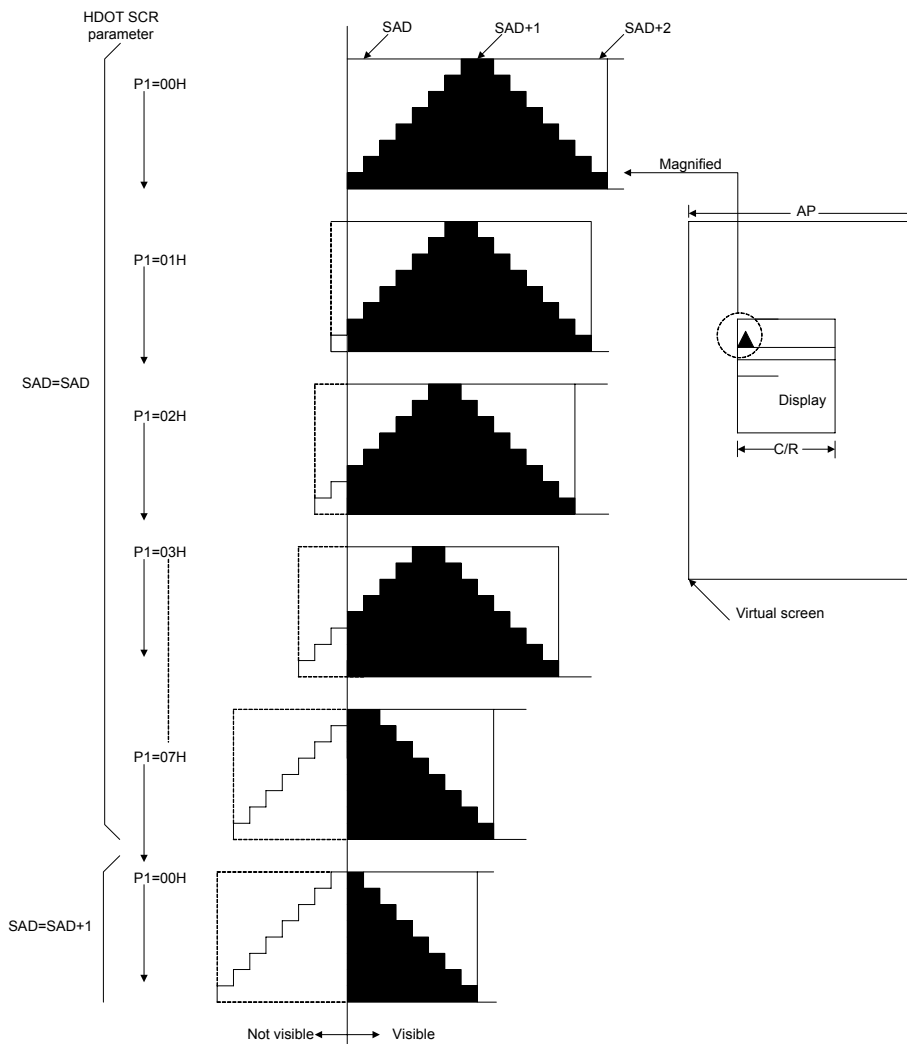 HDOT SCR
parameter
SAD
SAD+1
SAD+2
P1=00H
Magnified
AP
P1=01H
SAD=SAD
P1=02H
Display
C/R
P1=03H
Virtual screen
P1=07H
P1=00H
SAD=SAD+1
Not visible
Visible